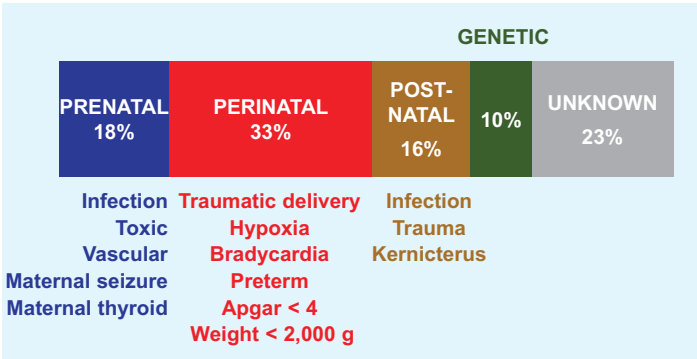 GENETIC
PRENATAL
18%
PERINATAL
33%
POST-
NATAL
16%
10%
UNKNOWN
23%
Infection
Toxic
Vascular
Maternal seizure
Maternal thyroid
Traumatic delivery
Hypoxia
Bradycardia
Preterm
Apgar < 4
Weight < 2,000 g
Infection
Trauma
Kernicterus